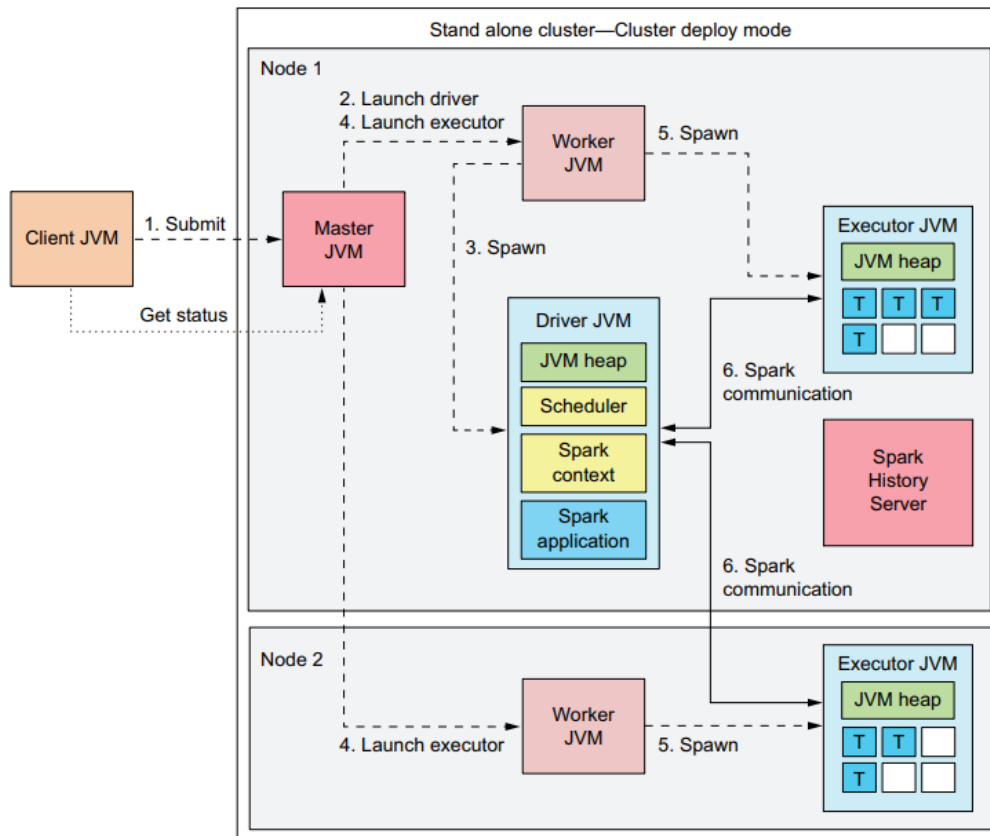 Stand alone cluster—Cluster deploy mode
Node 1
2. Launch driver
4. Launch executor
Worker
JVM
5. Spawn
Client JVM
1. Submit
Master
JVM
3. Spawn
Get status
Executor JVM
JVM heap
T T T
T
Driver JVM
JVM heap
Scheduler
Spark
context
Spark
application
6. Spark
communication
Spark
History
Server
6. Spark
communication
Node 2
4. Launch executor
Worker
JVM
5. Spawn
Executor JVM
JVM heap
T T
T